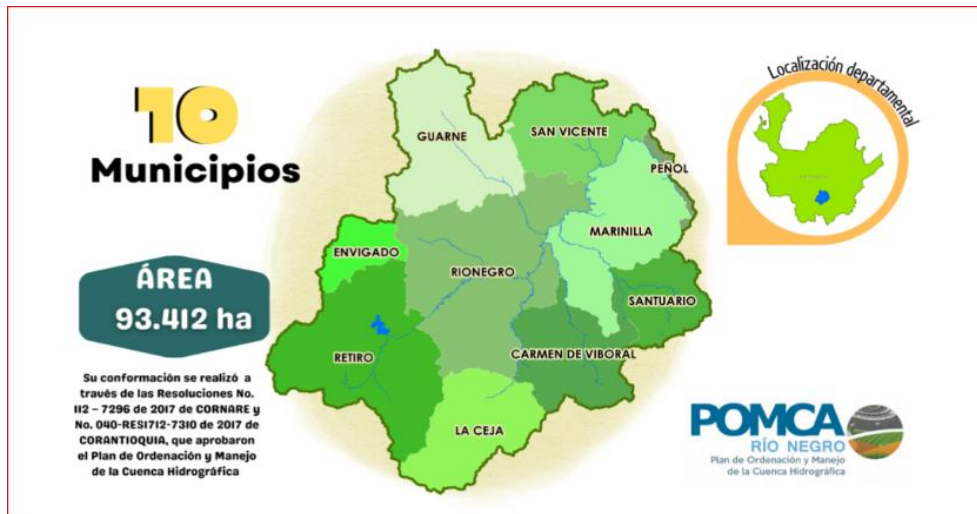 10
Municipios
ÁREA
93.412 ha
Su conformación se realizó a
través de las Resoluciones No.
112 – 7296 de 2017 de CORNARE y
No. 040-RES1712-7310 de 2017 de
CORANTIOQUIA, que aprobaron
el Plan de Ordenación y Manejo
de la Cuenca Hidrográfica
GUARNE
SAN VICENTE
PEÑOL
MARINILLA
ENVIGADO
RIONEGRO
SANTUARIO
RETIRO
CARMEN DE VIBORAL
LA CEJA
Localización departamental
POMCA
RÍO NEGRO
Plan de Ordenación y Manejo
de la Cuenca Hidrográfica